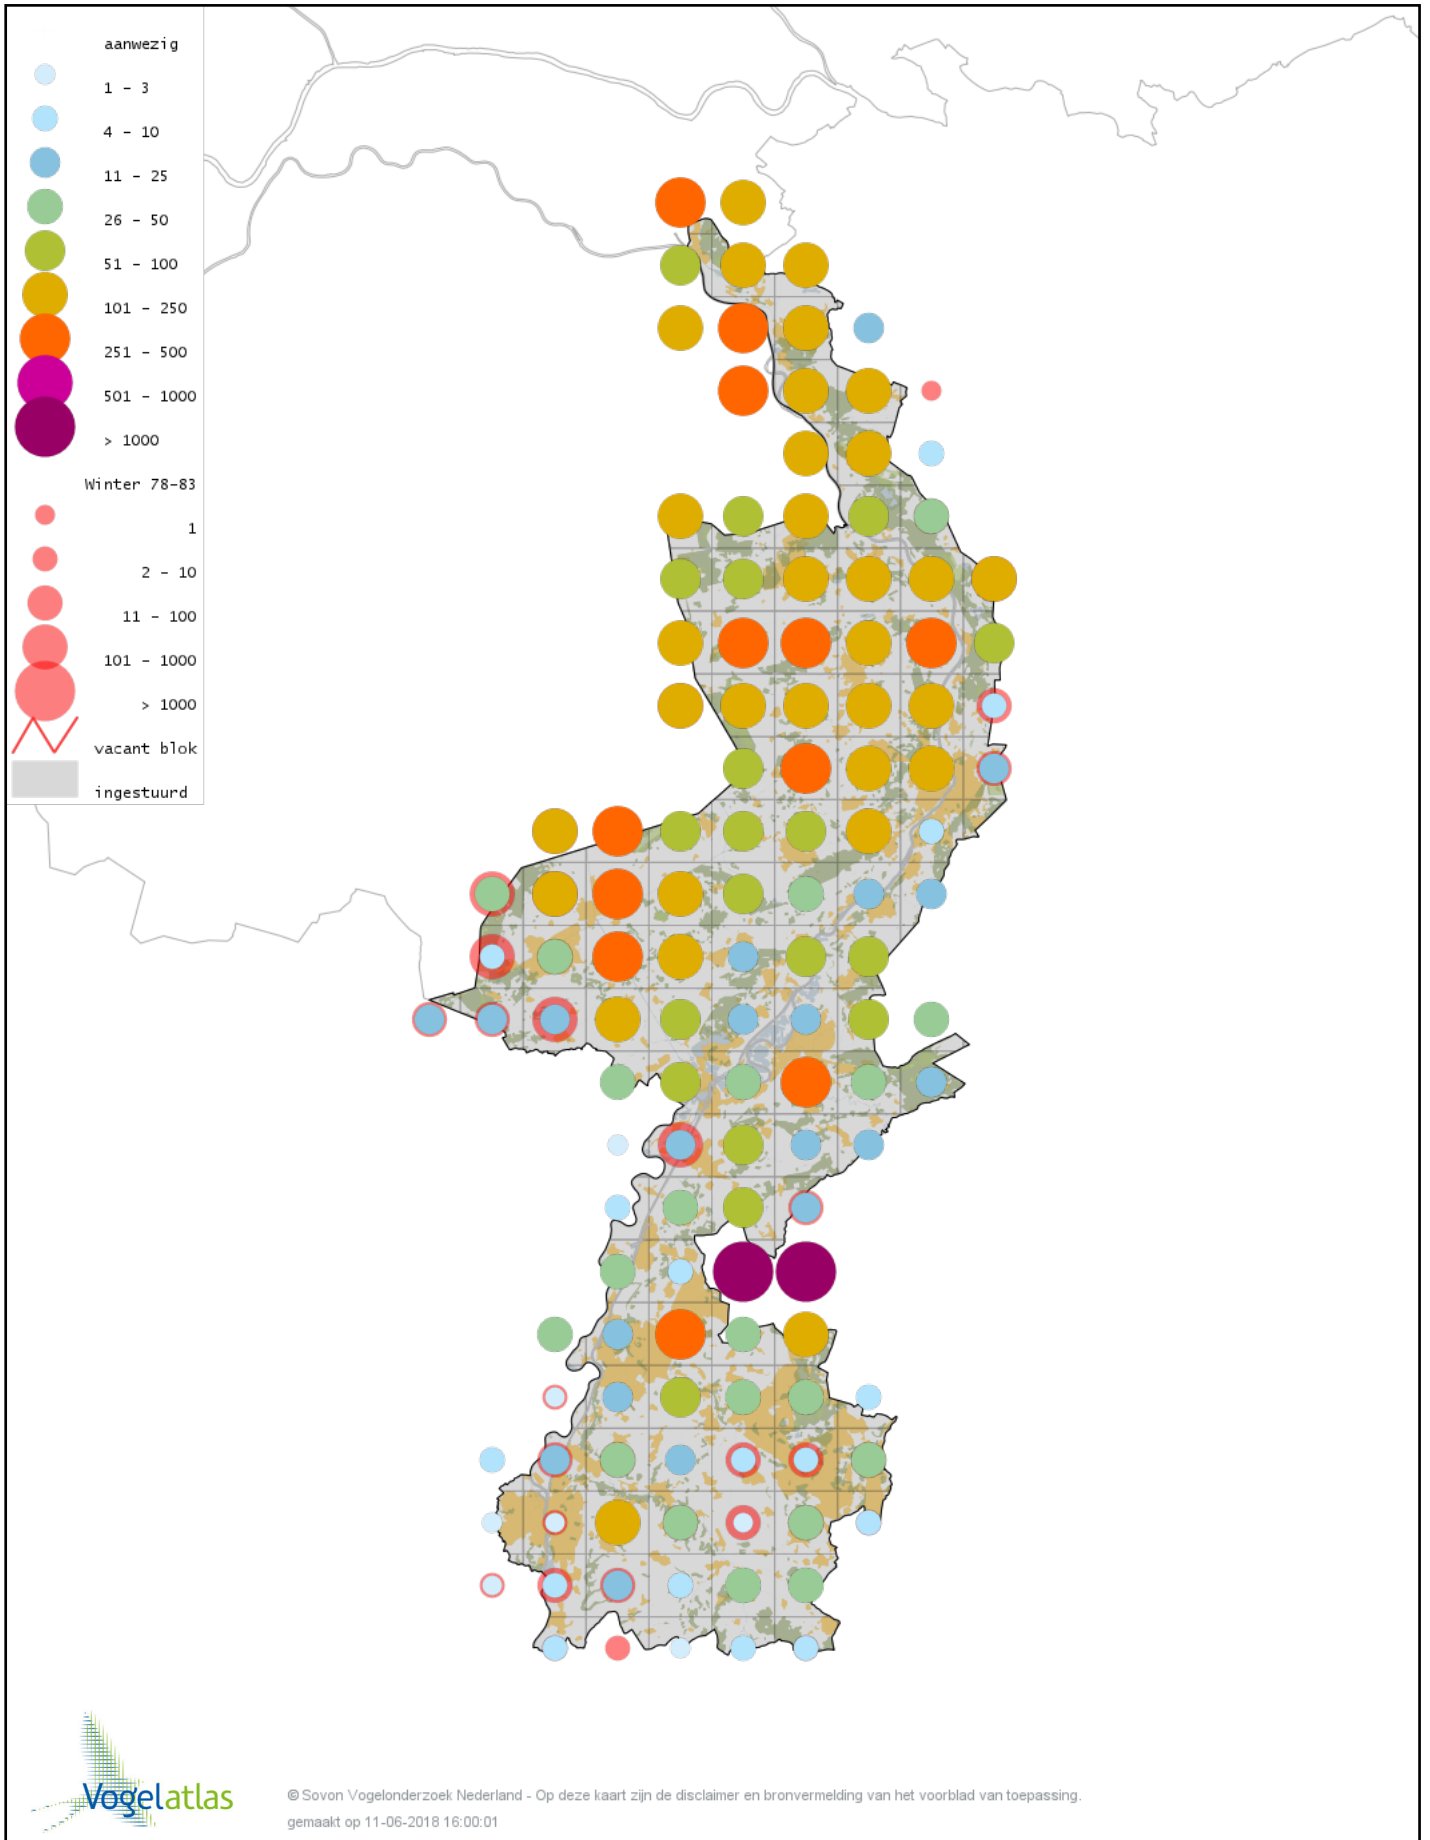 aanwezig
1 - 3
4 - 10
11 - 25
26 - 50
51 - 100
101 - 250
251 - 500
501 - 1000
> 1000
Winter 78-83
1
2 - 10
11 - 100
101 - 1000
> 1000
vacant blok
ingestuurd
Vogelatlas
© Sovon Vogelonderzoek Nederland - Op deze kaart zijn de disclaimer en bronvermelding van het voorblad van toepassing.
gemaakt op 11-06-2018 16:00:01